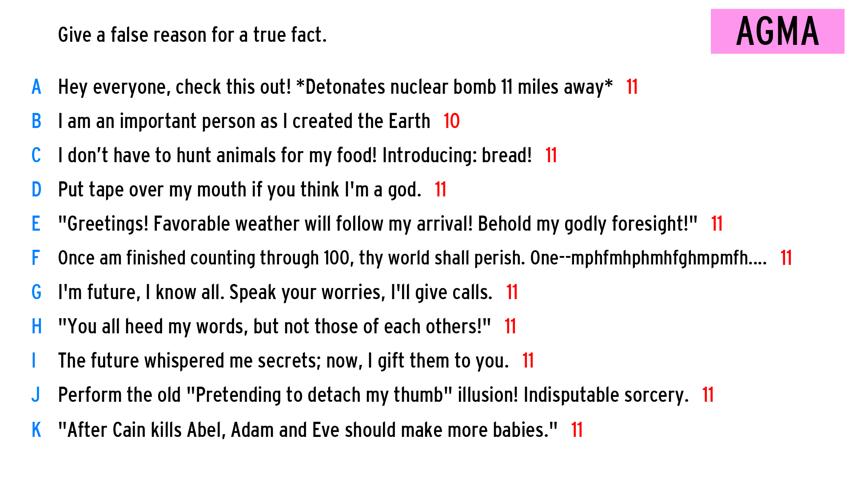 Give a false reason for a true fact.
AGMA
A Hey everyone, check this out! *Detonates nuclear bomb 11 miles away* 11
B I am an important person as I created the Earth 10
C I don't have to hunt animals for my food! Introducing: bread! 11
D Put tape over my mouth if you think I'm a god. 11
E "Greetings! Favorable weather will follow my arrival! Behold my godly foresight!" 11
F Once am finished counting through 100, thy world shall perish. One--mphfmhphmhfghmpmfh.... 11
G I'm future, I know all. Speak your worries, I'll give calls. 11
H "You all heed my words, but not those of each others!" 11
I The future whispered me secrets; now, I gift them to you. 11
J Perform the old "Pretending to detach my thumb" illusion! Indisputable sorcery. 11
K "After Cain kills Abel, Adam and Eve should make more babies." 11